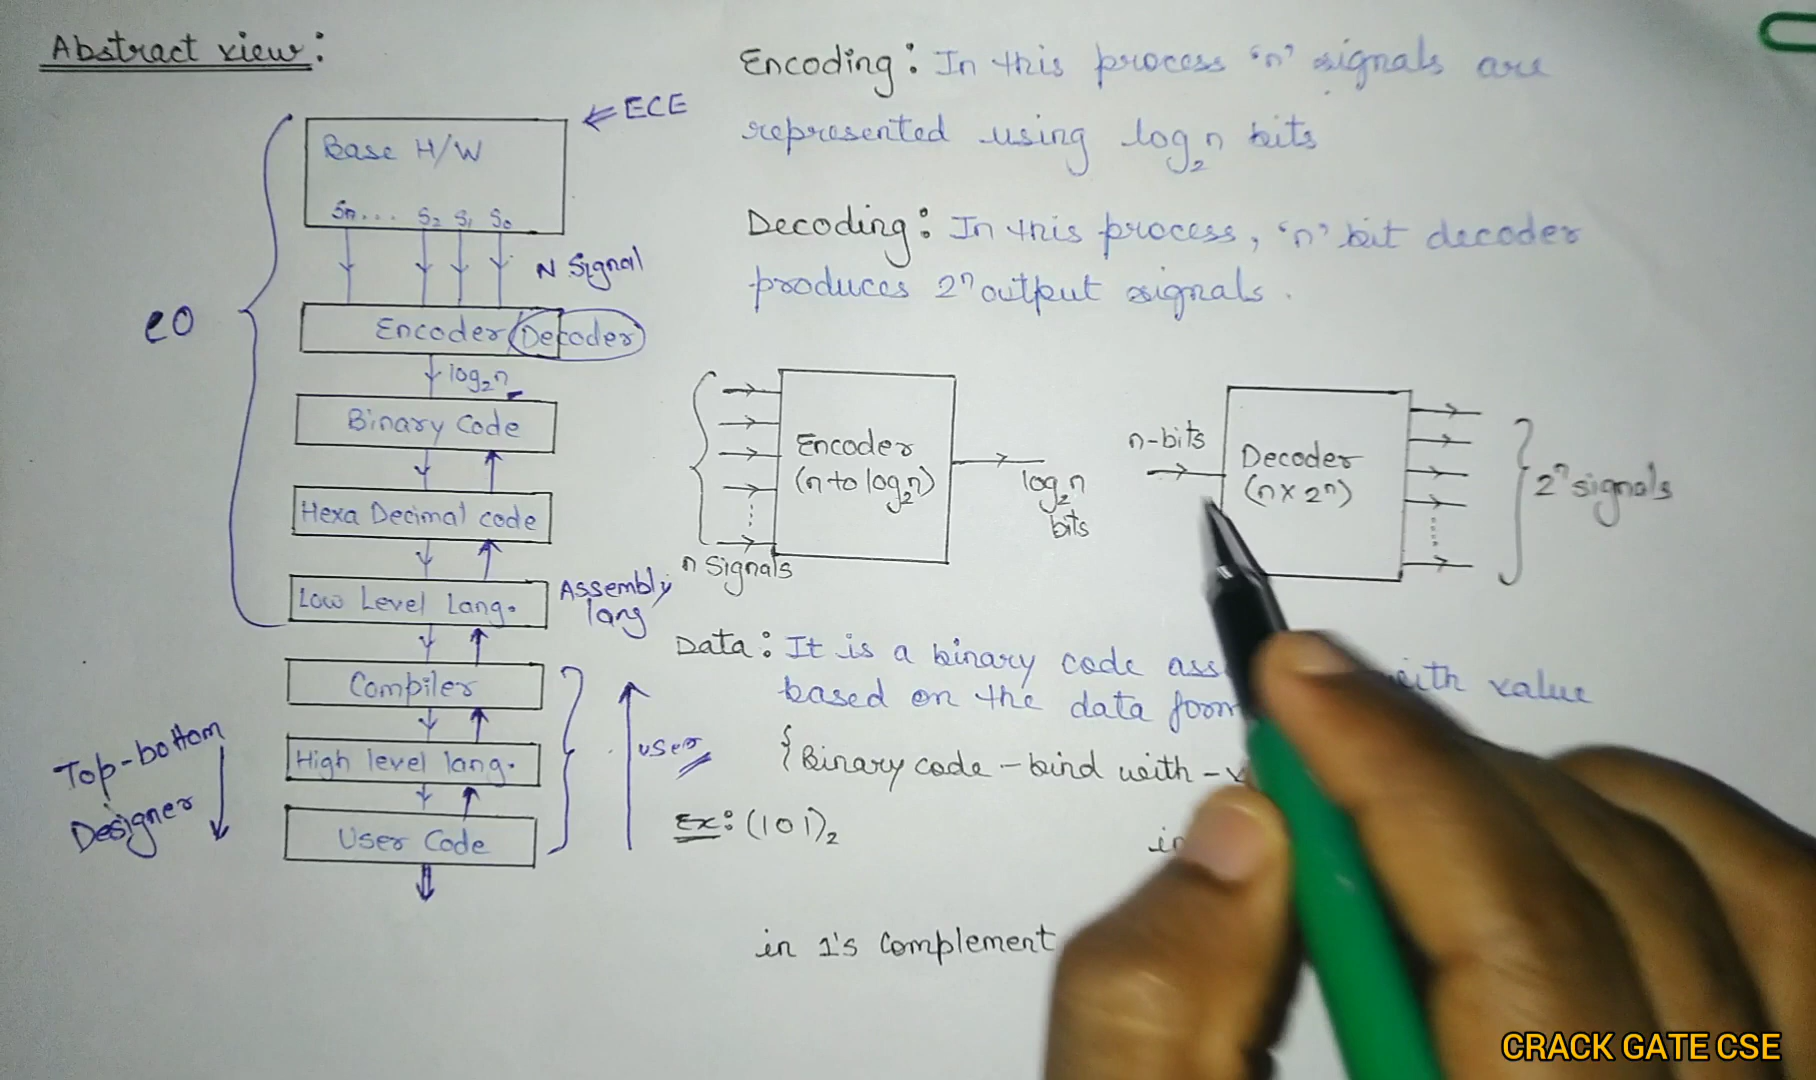 Abstract view:
Base H/W
Sn... S2 S1 S0
← ECE
N Signal
Encoder Decoder
log₂n
Binary Code
Hexa Decimal code
Low Level Lang.
Assembly
lang
Compiler
High level lang.
User Code
CO
Top-bottom
Designer
user
Encoding: In this process 'n' signals are
represented using log₂n bits
Decoding: In this process, 'n' bit decoder
produces 2ⁿ output signals.
Encoder
(n to log₂n)
n signals
log₂n
bits
n-bits
Decoder
(n x 2ⁿ)
2ⁿ signals
Data: It is a binary code with value
based on the data
{Binary code - bind with -
Ex: (101)₂
in 1's complement
CRACK GATE CSE